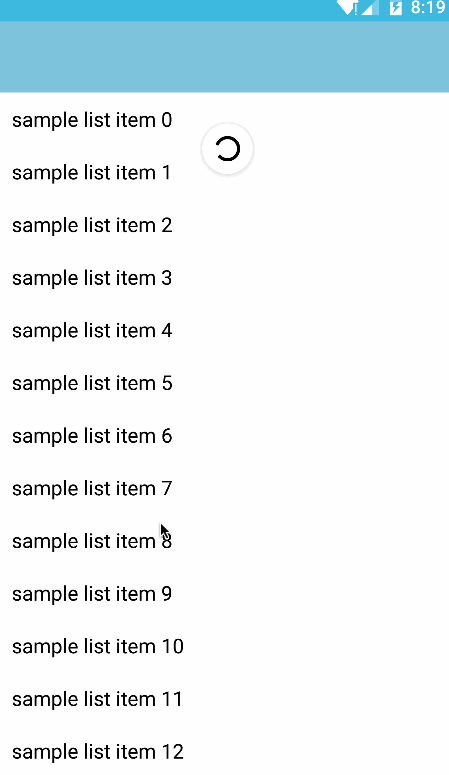 8:19
sample list item 0
sample list item 1
sample list item 2
sample list item 3
sample list item 4
sample list item 5
sample list item 6
sample list item 7
sample list item 8
sample list item 9
sample list item 10
sample list item 11
sample list item 12